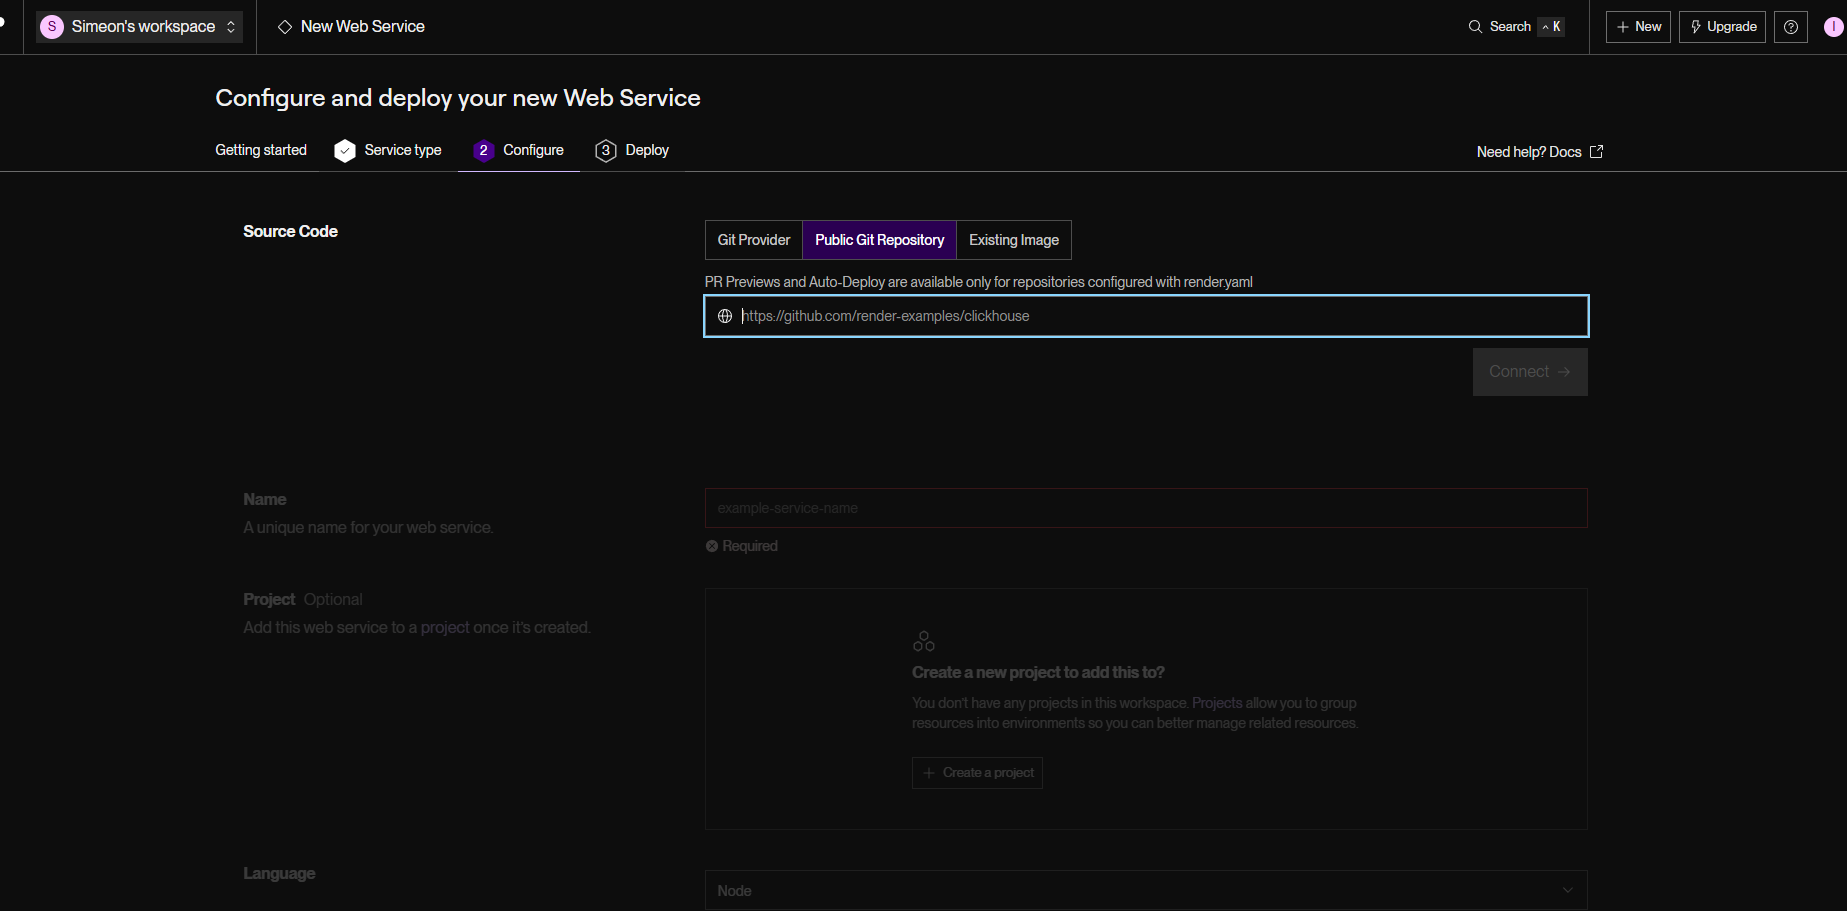 S Simeon's workspace
New Web Service
Search ^ K
+ New
Upgrade
Configure and deploy your new Web Service
Getting started
Service type
2 Configure
3 Deploy
Need help? Docs
Source Code
Git Provider
Public Git Repository
Existing Image
PR Previews and Auto-Deploy are available only for repositories configured with render.yaml
https://github.com/render-examples/clickhouse
Connect →
Name
A unique name for your web service.
example-service-name
Required
Project Optional
Add this web service to a project once it's created.
Create a new project to add this to?
You don't have any projects in this workspace. Projects allow you to group
resources into environments so you can better manage related resources.
+ Create a project
Language
Node